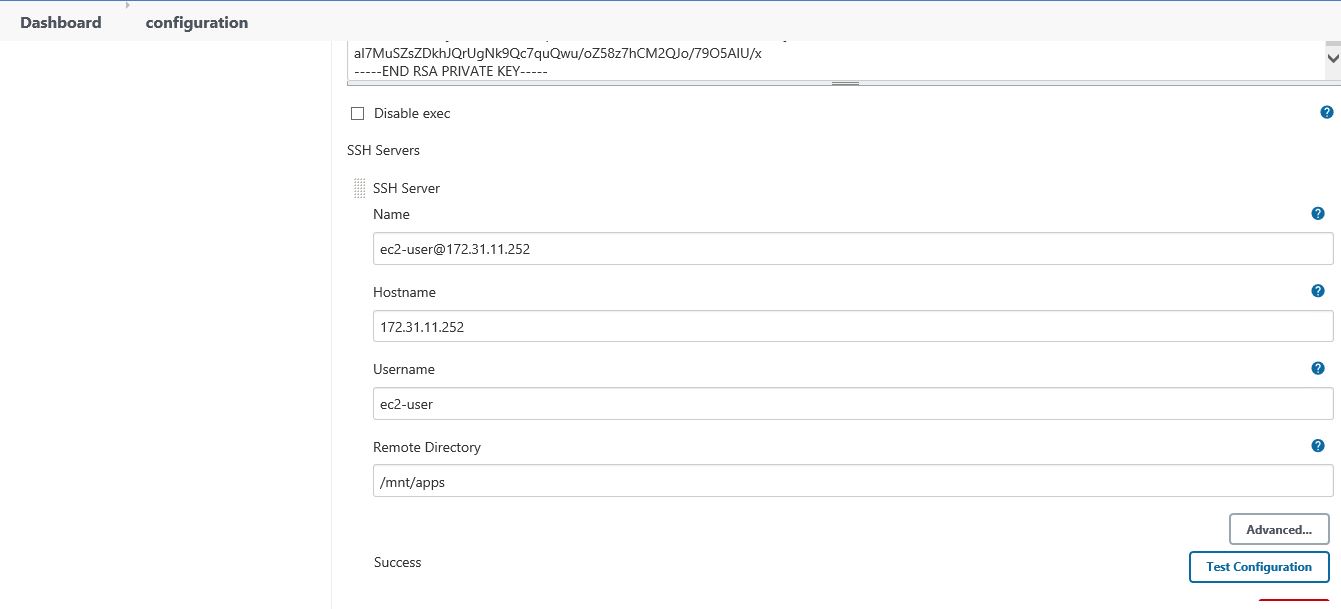 Dashboard configuration
al7MuSZsZDkhJQrUgNk9Qc7quQwu/oZ58z7hCM2QJo/79O5AIU/x
-----END RSA PRIVATE KEY-----
Disable exec
SSH Servers
SSH Server
Name
ec2-user@172.31.11.252
Hostname
172.31.11.252
Username
ec2-user
Remote Directory
/mnt/apps
Advanced...
Success
Test Configuration